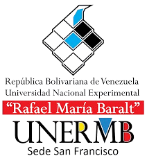 República Bolivariana de Venezuela
Universidad Nacional Experimental
“Rafael María Baralt”
UNERMB
Sede San Francisco